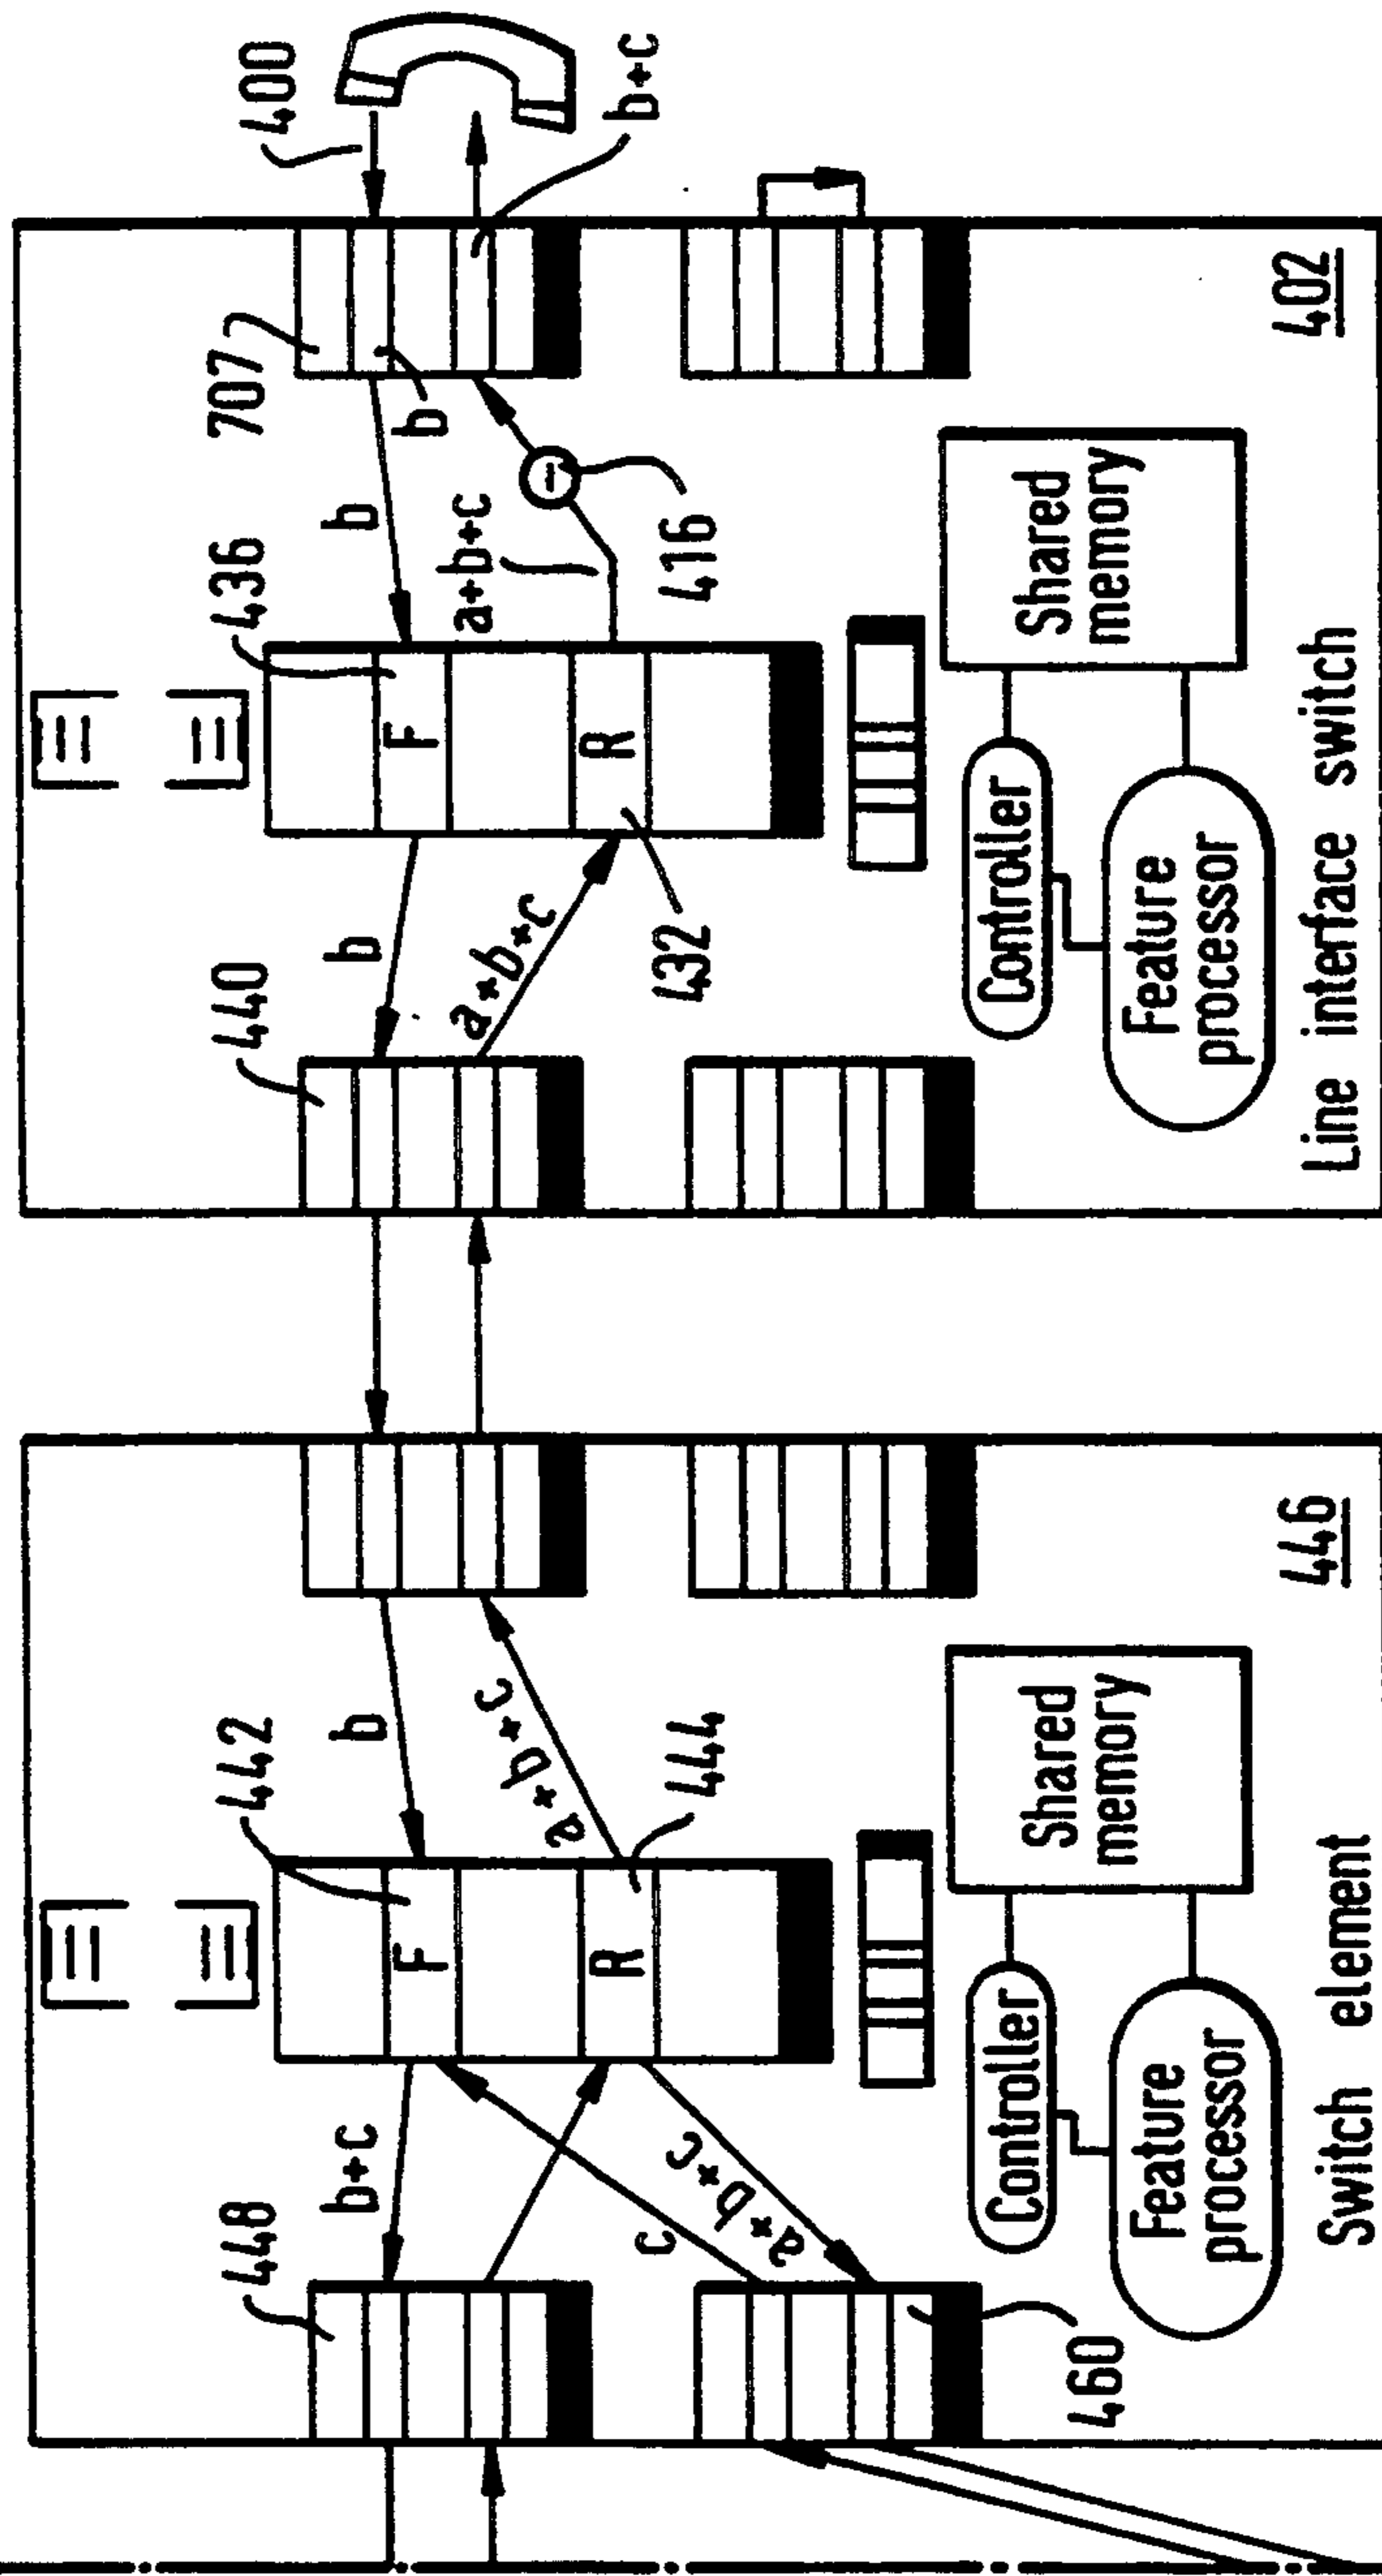 448
442
b+c
b
F
a+b+c
R
c
a+b+c
444
460
Controller
Shared
memory
Feature
processor
Switch element
446
440
436
707
400
b
b
b
F
a+b+c
a+b+c
R
432
416
b+c
Controller
Shared
memory
Feature
processor
Line interface switch
402